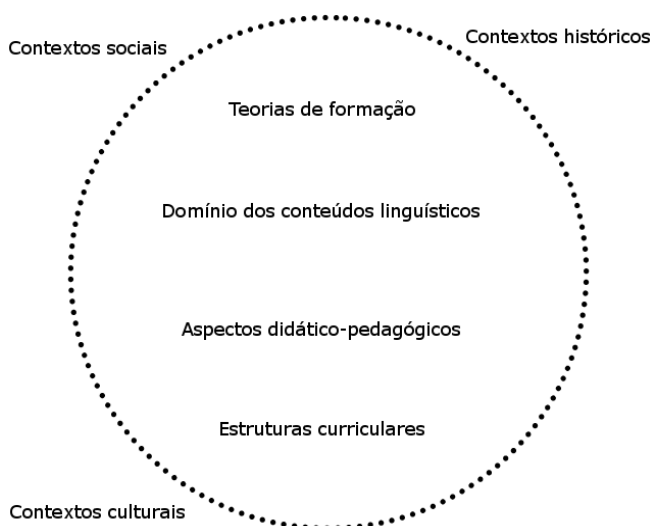 Contextos sociais
Contextos históricos
Teorias de formação
Domínio dos conteúdos linguísticos
Aspectos didático-pedagógicos
Estruturas curriculares
Contextos culturais